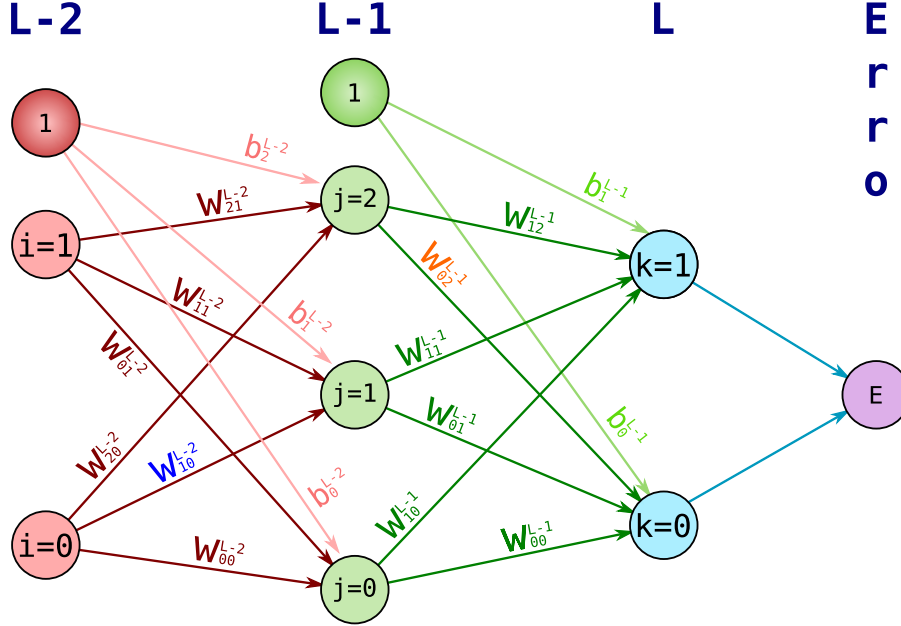 L-2 L-1 L E
r
r
o
1
i=1
i=0
b₂ᴸ⁻²
W₂₁ᴸ⁻²
W₁₁ᴸ⁻²
b₁ᴸ⁻²
W₀₁ᴸ⁻²
W₂₀ᴸ⁻²
W₁₀ᴸ⁻²
b₀ᴸ⁻²
W₀₀ᴸ⁻²
1
j=2
j=1
j=0
b₁ᴸ⁻¹
W₁₂ᴸ⁻¹
W₀₂ᴸ⁻¹
W₁₁ᴸ⁻¹
W₀₁ᴸ⁻¹
b₀ᴸ⁻¹
W₁₀ᴸ⁻¹
W₀₀ᴸ⁻¹
k=1
k=0
E